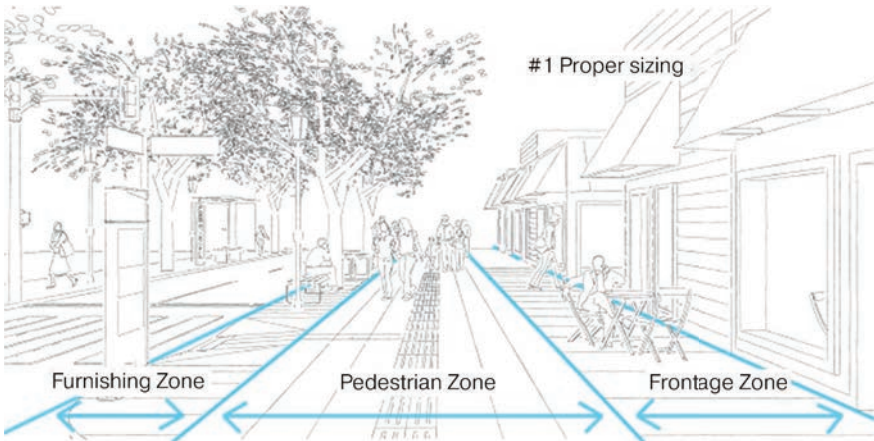 #1 Proper sizing
Furnishing Zone
Pedestrian Zone
Frontage Zone